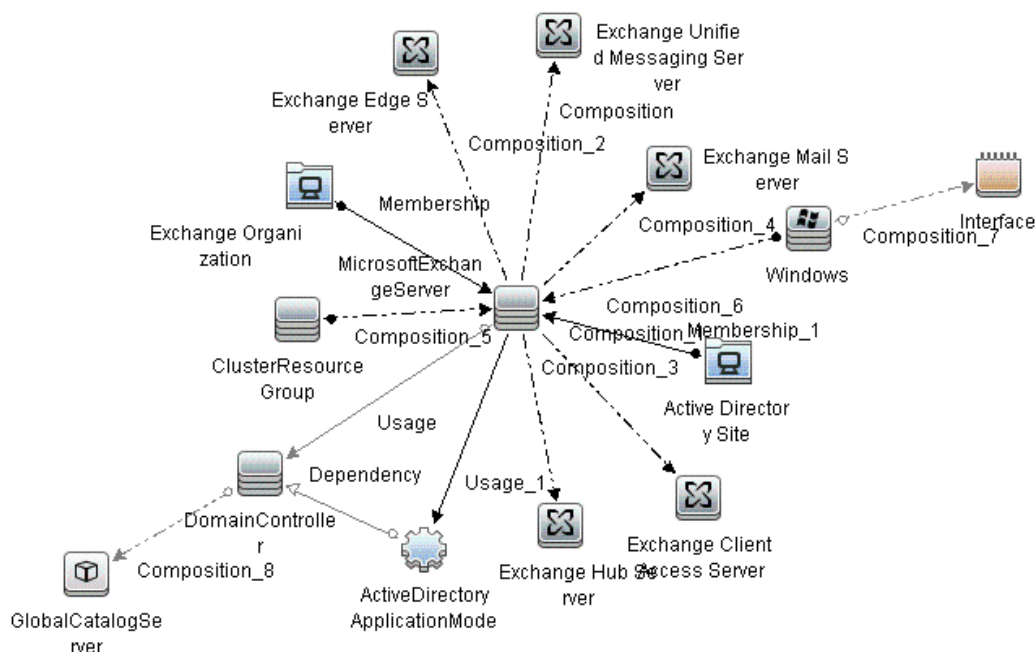 Exchange Unifie
d Messaging Ser
ver
Exchange Edge S
erver
Composition
Composition_2
Exchange Mail S
erver
Membership
Composition_4
Interface
Composition_7
Exchange Organi
zation
Windows
MicrosoftExchan
geServer
Composition_6
Composition_5
Composition_1
Membership_1
ClusterResource
Group
Composition_3
Active Director
y Site
Usage
Dependency
Usage_1
DomainControlle
r
Composition_8
Exchange Hub Se
rver
Exchange Client
Access Server
ActiveDirectory
ApplicationMode
GlobalCatalogSe
rver